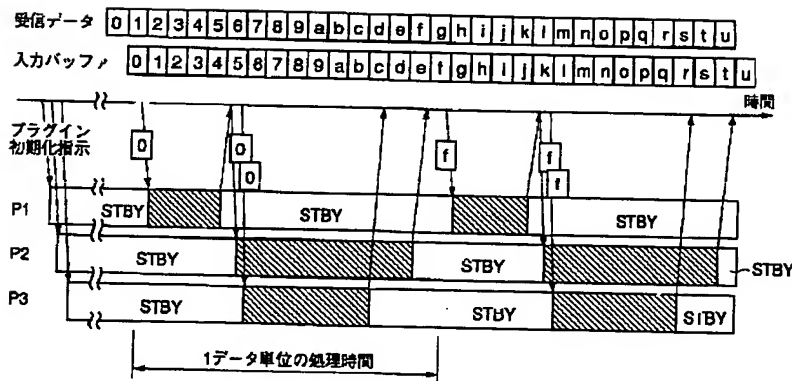 受信データ 0 1 2 3 4 5 6 7 8 9 a b c d e f g h i j k l m n o p q r s t u
入力バッファ 0 1 2 3 4 5 6 7 8 9 a b c d e f g h i j k l m n o p q r s t u
時間
プラグイン
初期化指示
0 0 f f
0 f
P1 STBY STBY STBY
P2 STBY STBY STBY
P3 STBY STBY STBY
1データ単位の処理時間